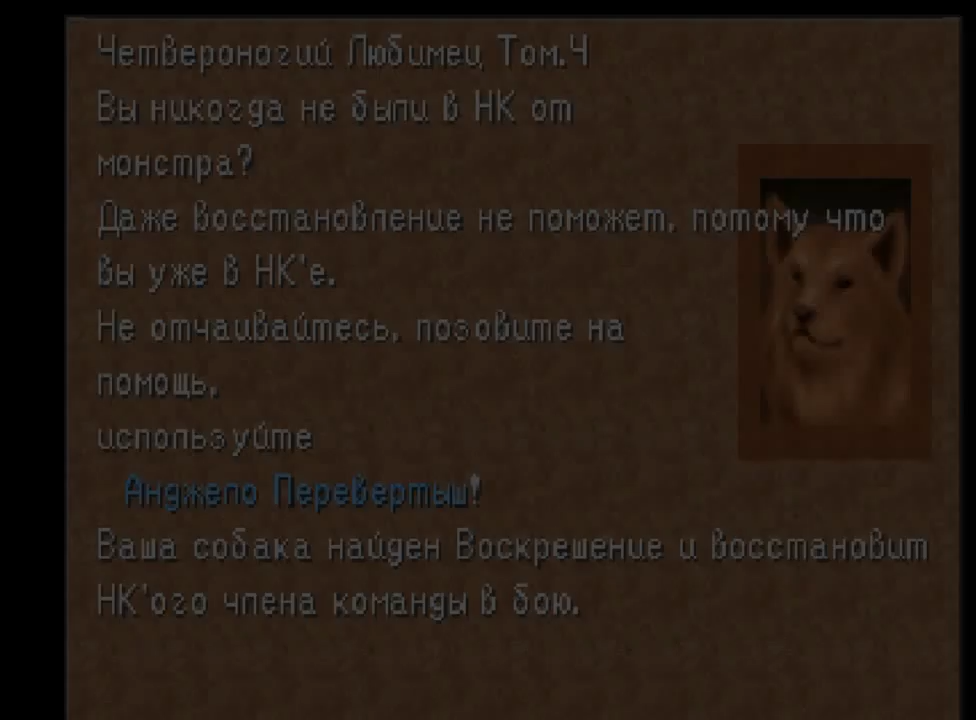 Четвероногий Любимец Том.Ч
Вы никогда не были в НК от
монстра?
Даже восстановление не поможет, потому что
вы уже в НК'е.
Не отчаивайтесь, позовите на
помощь,
используйте
Анджело Перевертыш!
Ваша собака найден Воскрешение и восстановит
НК'ого члена команды в бою.